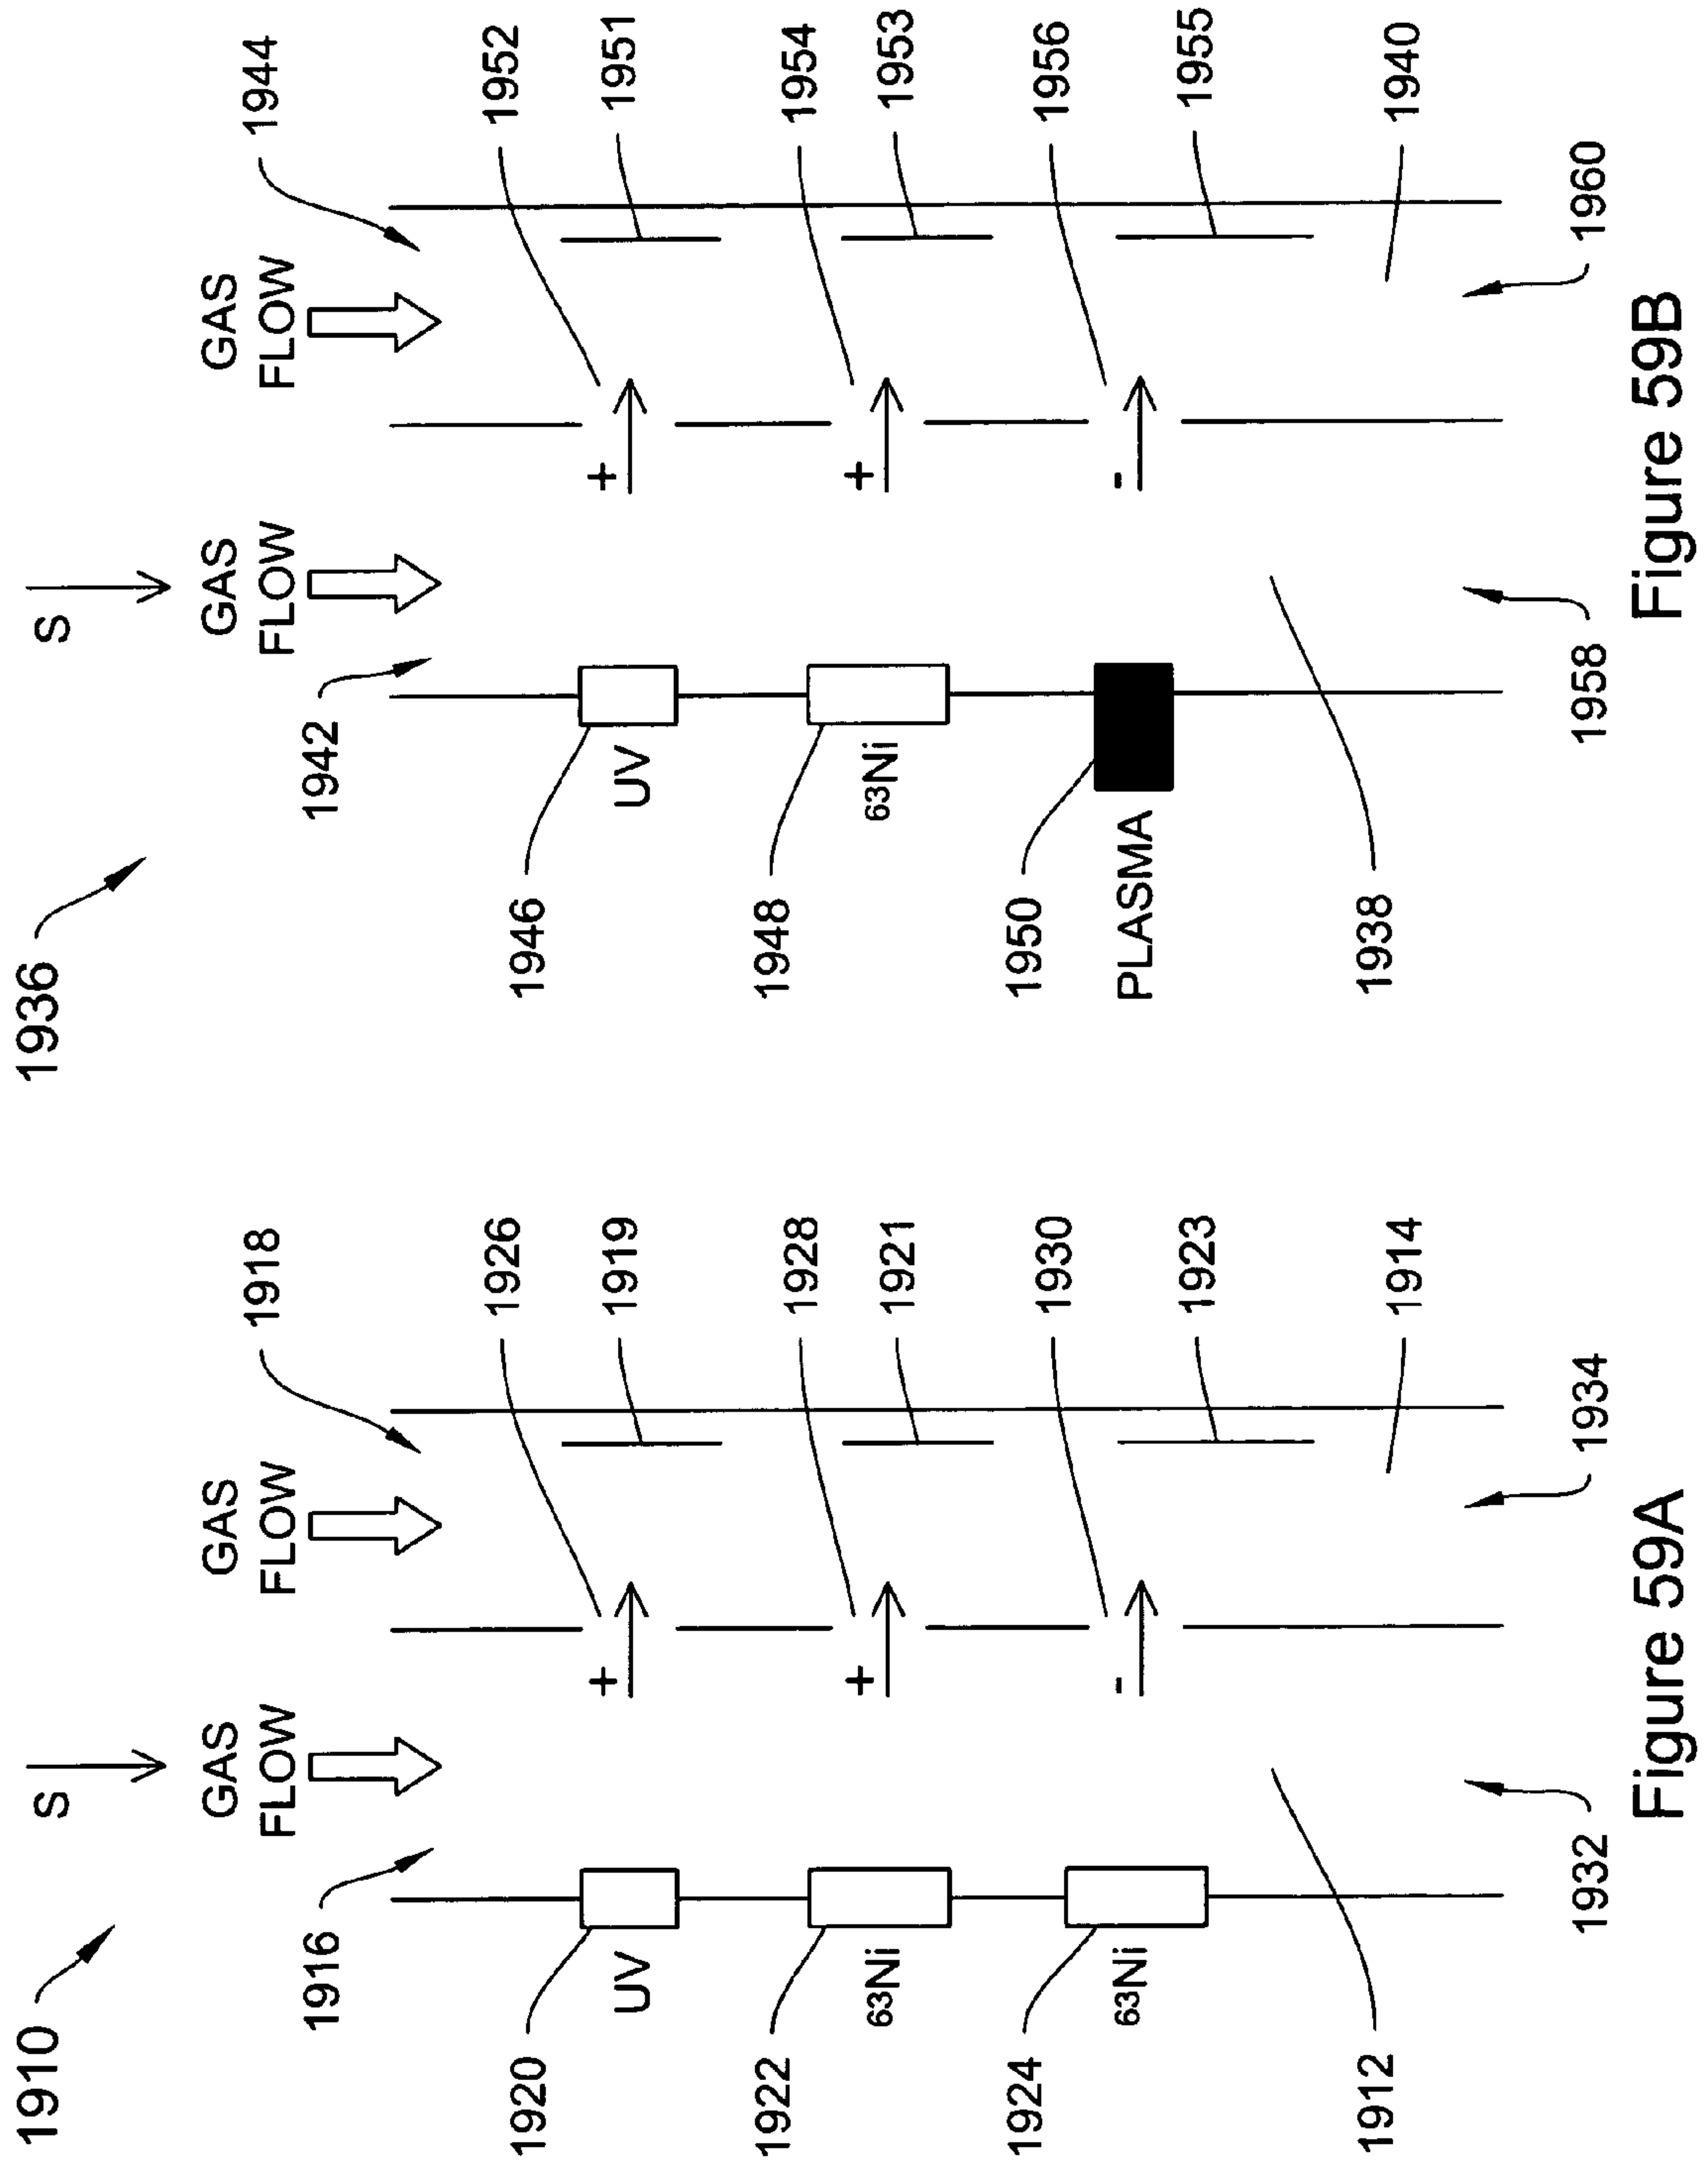 1910
S
GAS
FLOW
GAS
FLOW
1916
1918
1920
UV
1926
1919
1922
63Ni
1928
1921
1924
63Ni
1930
1923
1912
1914
1932
1934
Figure 59A
1936
S
GAS
FLOW
GAS
FLOW
1942
1944
1946
UV
1952
1951
1948
63Ni
1954
1953
1950
PLASMA
1956
1955
1938
1940
1958
1960
Figure 59B
+
+
-
+
+
-